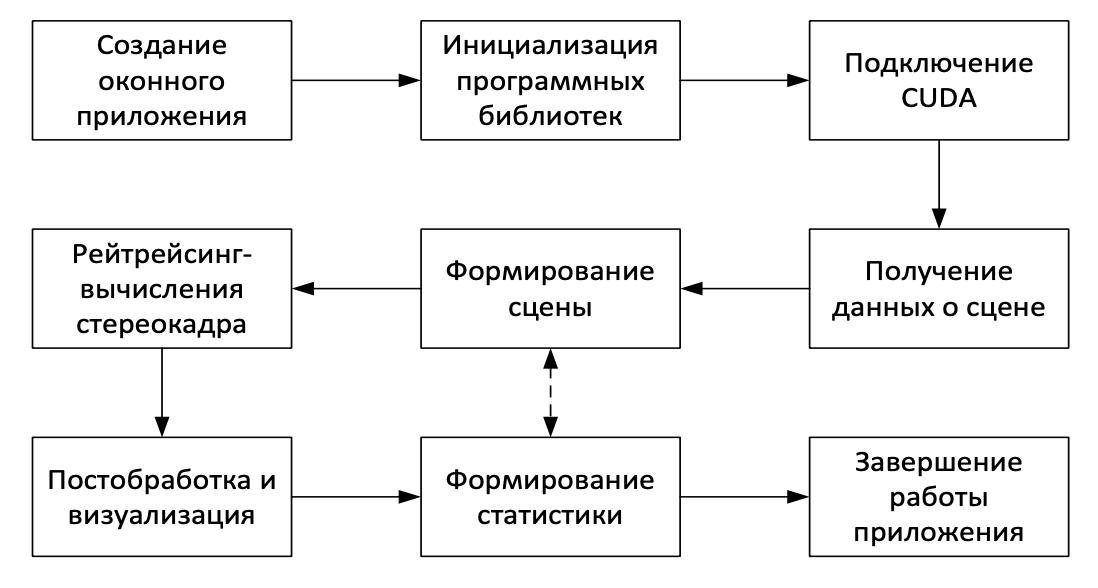 Создание
оконного
приложения
Инициализация
программных
библиотек
Подключение
CUDA
Рейтрейсинг-
вычисления
стереокадра
Формирование
сцены
Получение
данных о сцене
Постобработка и
визуализация
Формирование
статистики
Завершение
работы
приложения